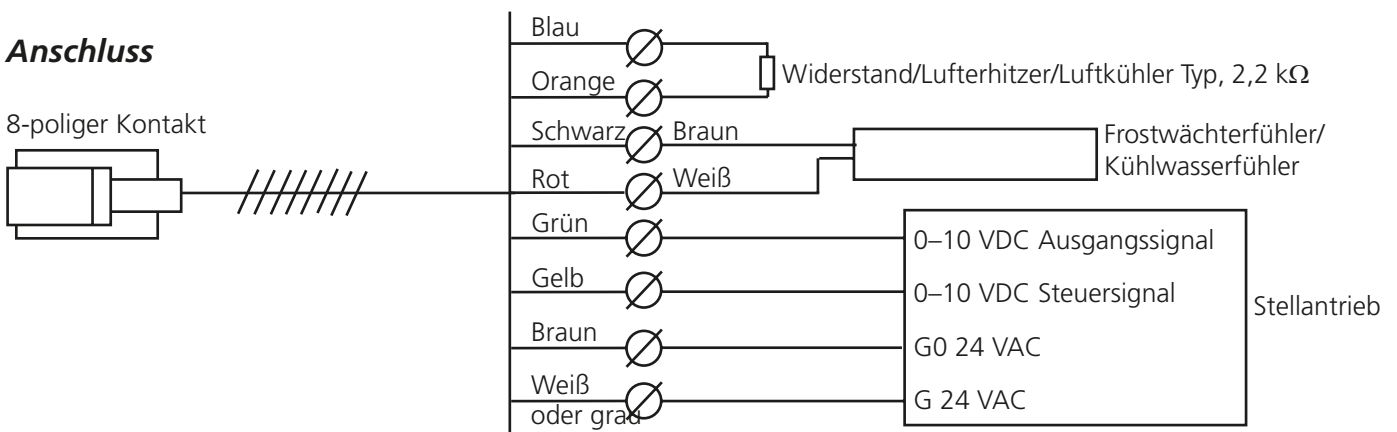 Anschluss
8-poliger Kontakt
Blau
Orange
Widerstand/Lufterhitzer/Luftkühler Typ, 2,2 kΩ
Schwarz
Braun
Frostwächterfühler/
Kühlwasserfühler
Rot
Weiß
Grün
0–10 VDC Ausgangssignal
Gelb
0–10 VDC Steuersignal
Stellantrieb
Braun
G0 24 VAC
Weiß
oder grau
G 24 VAC